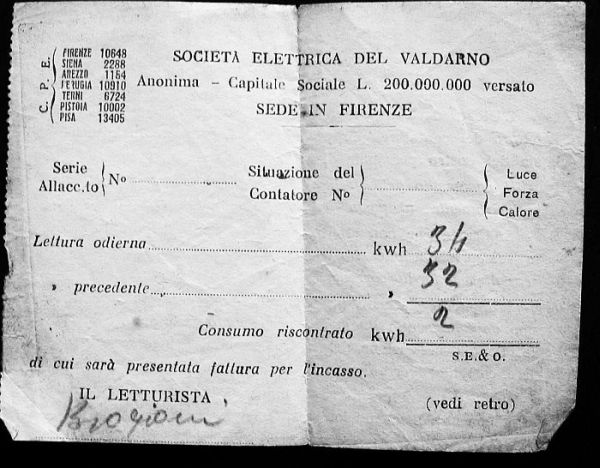 C. P. E.
FIRENZE 10648
SIENA 2288
AREZZO 1154
PERUGIA 10910
TERNI 6724
PISTOIA 10002
PISA 13405
SOCIETÀ ELETTRICA DEL VALDARNO
Anonima – Capitale Sociale L. 200.000.000 versato
SEDE IN FIRENZE
Serie
Allacc.to
No
Situazione del
Contatore No
Luce
Forza
Calore
Lettura odierna kwh 34
» precedente » 32
Consumo riscontrato kwh 2
S.E.&O.
di cui sarà presentata fattura per l'incasso.
IL LETTURISTA
(vedi retro)